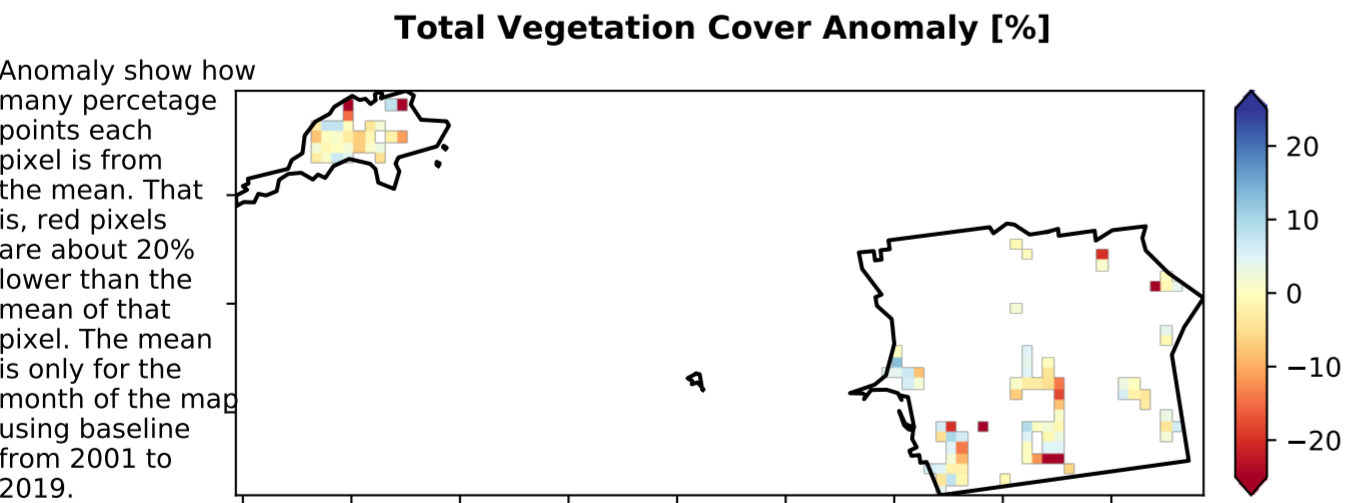 Total Vegetation Cover Anomaly [%]
Anomaly show how
many percetage
points each
pixel is from
the mean. That
is, red pixels
are about 20%
lower than the
mean of that
pixel. The mean
is only for the
month of the map
using baseline
from 2001 to
2019.
20
10
0
−10
−20